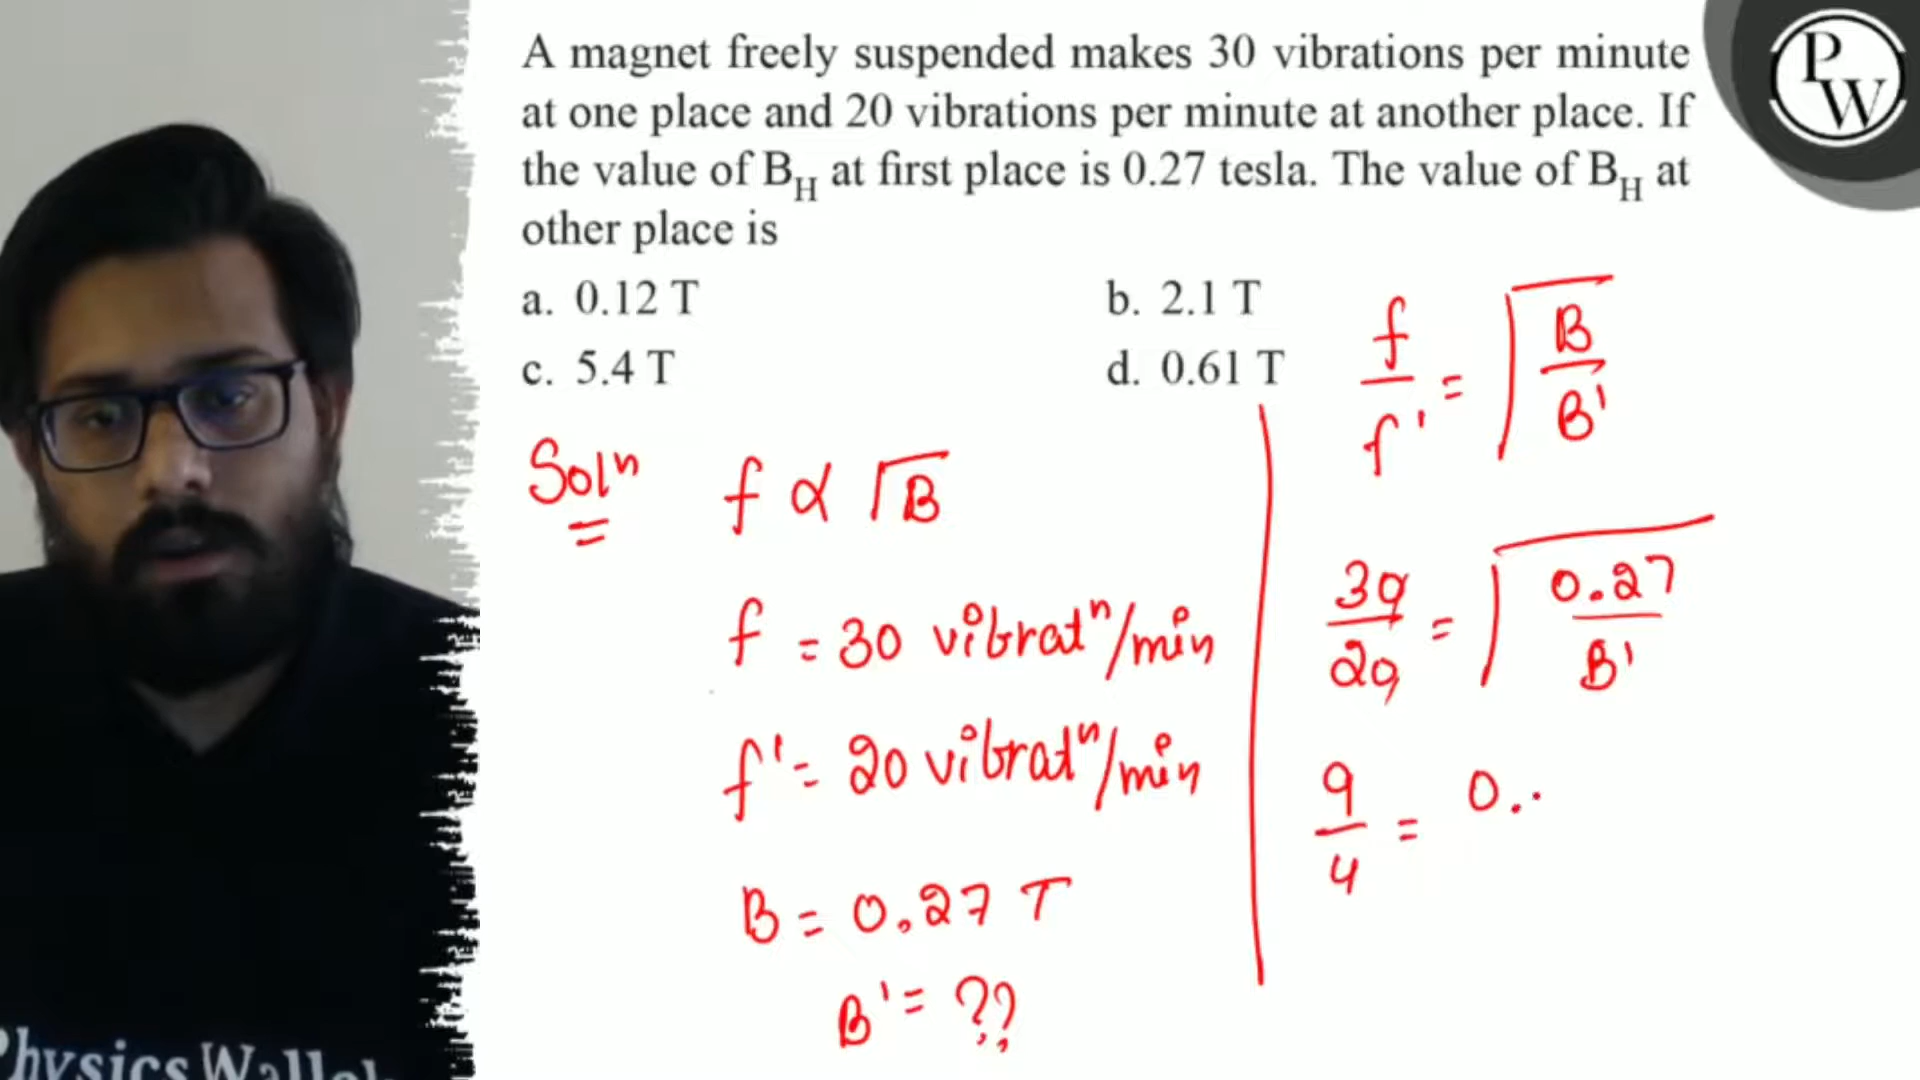 A magnet freely suspended makes 30 vibrations per minute
at one place and 20 vibrations per minute at another place. If
the value of B_H at first place is 0.27 tesla. The value of B_H at
other place is
a. 0.12 T
b. 2.1 T
c. 5.4 T
d. 0.61 T
Solⁿ
f ∝ √B
f = 30 vibratⁿ/min
f' = 20 vibratⁿ/min
B = 0.27 T
B' = ??
f/f' = √(B/B')
30/20 = √(0.27/B')
9/4 = 0.
PW
Physics Wallah